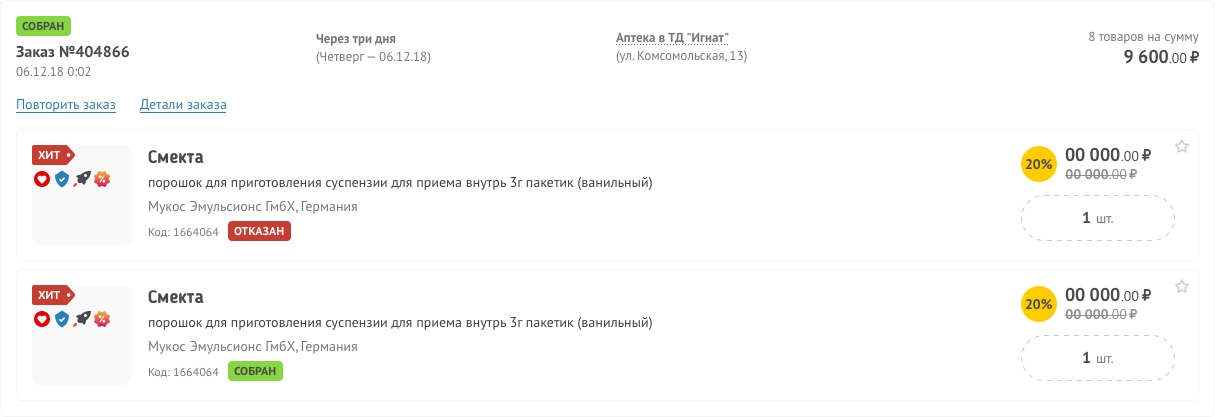 СОБРАН
Заказ №404866
06.12.18 0:02
Через три дня
(Четверг — 06.12.18)
Аптека в ТД "Игнат"
(ул. Комсомольская, 13)
8 товаров на сумму
9 600.00 ₽
Повторить заказ
Детали заказа
ХИТ
Смекта
порошок для приготовления суспензии для приема внутрь 3г пакетик (ванильный)
Мукос Эмульсионс ГмбХ, Германия
Код: 1664064
ОТКАЗАН
20%
00 000.00 ₽
00 000.00 ₽
1 шт.
ХИТ
Смекта
порошок для приготовления суспензии для приема внутрь 3г пакетик (ванильный)
Мукос Эмульсионс ГмбХ, Германия
Код: 1664064
СОБРАН
20%
00 000.00 ₽
00 000.00 ₽
1 шт.